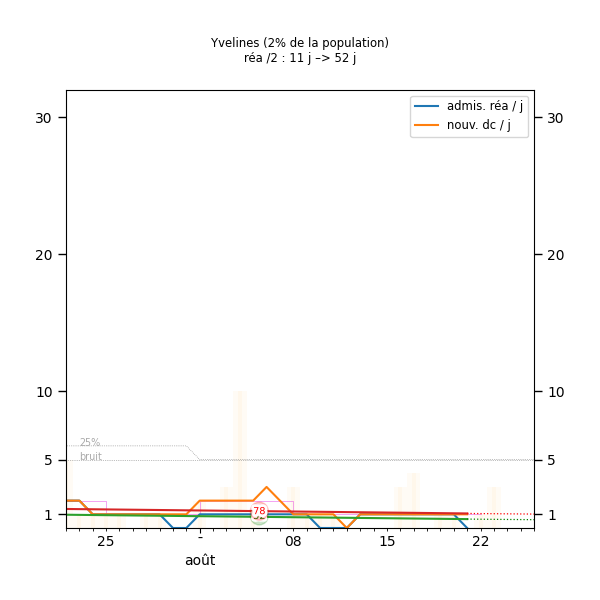 Yvelines (2% de la population)
réa /2 : 11 j –> 52 j
admis. réa / j
nouv. dc / j
30 30
20 20
10 10
25%
bruit
5 5
78
1 1
25 - 08 15 22
août